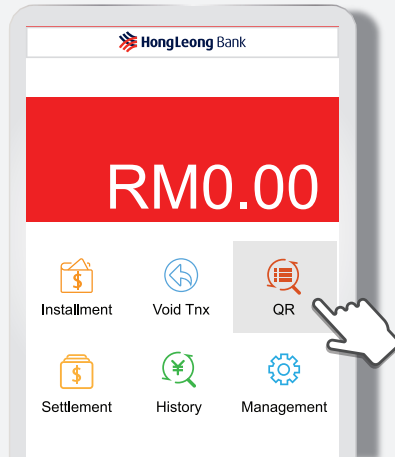 HongLeong Bank
RM0.00
Installment
Void Tnx
QR
Settlement
History
Management